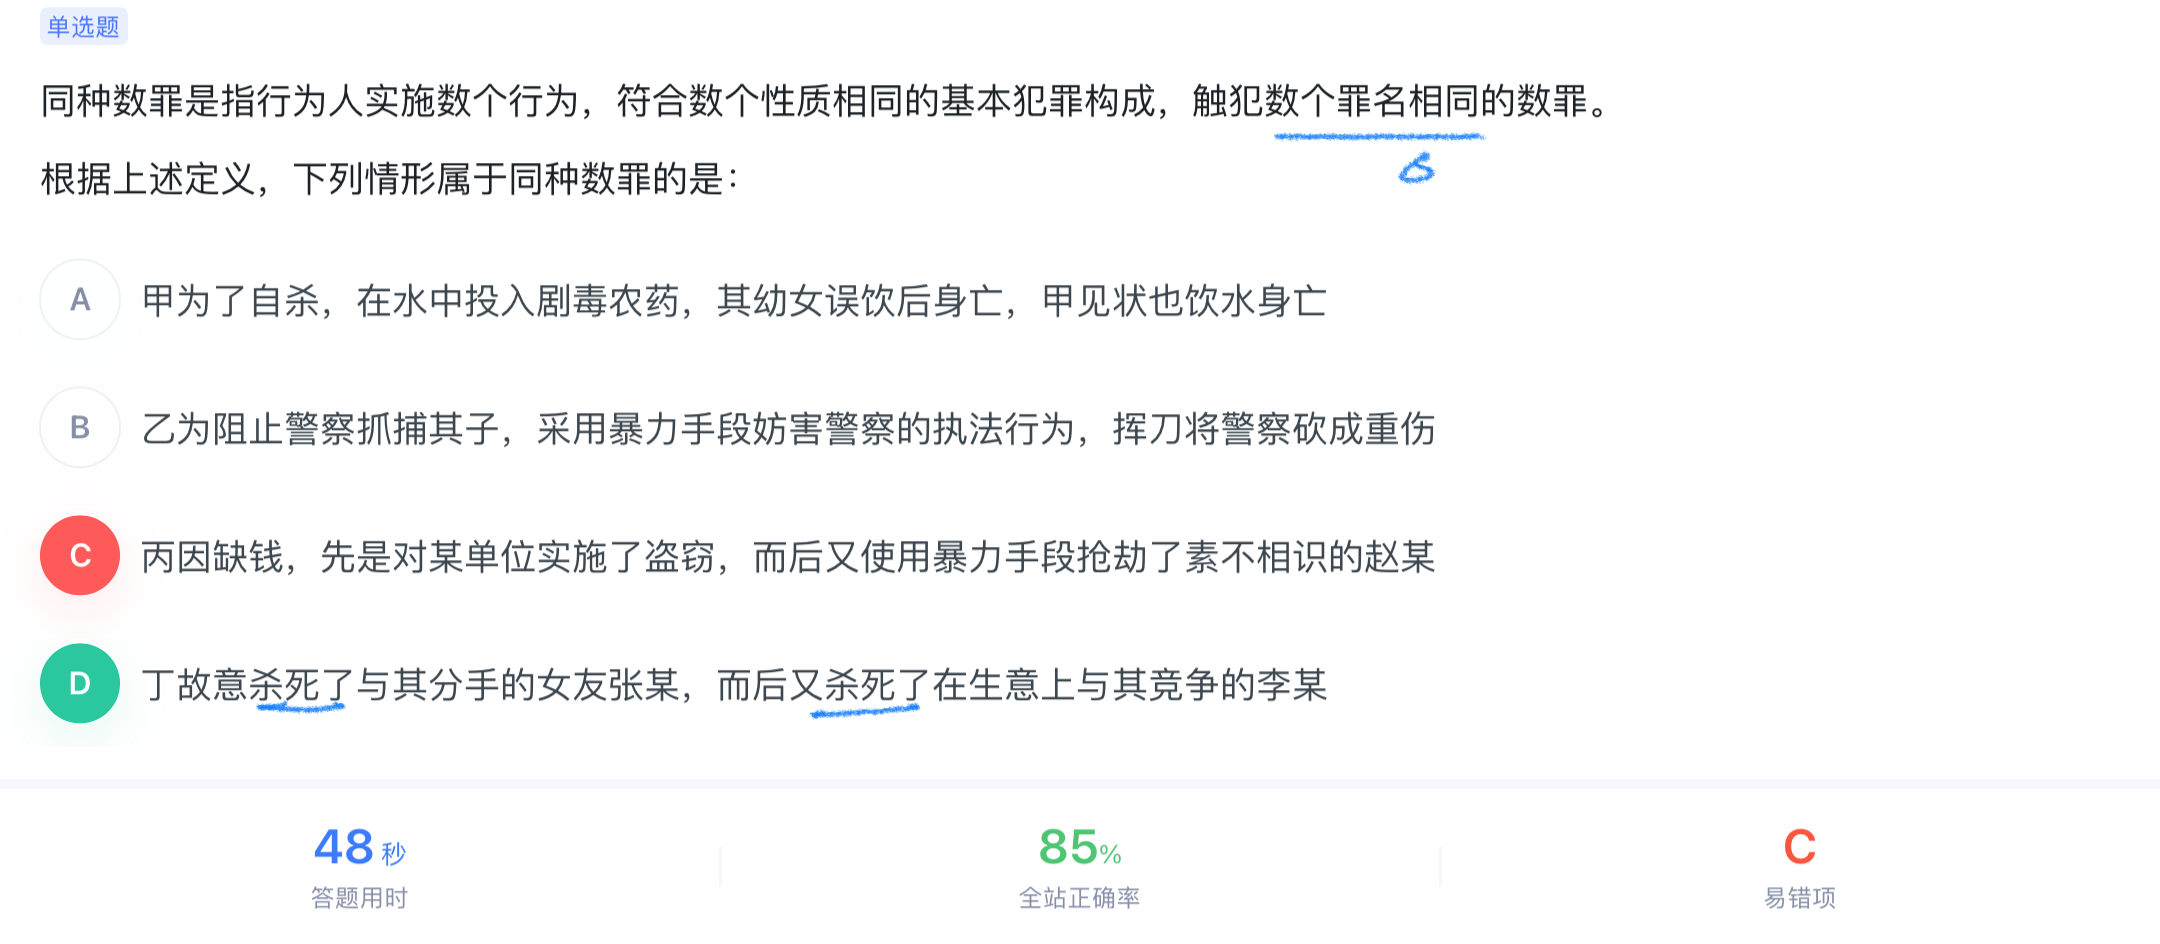 单选题
同种数罪是指行为人实施数个行为，符合数个性质相同的基本犯罪构成，触犯数个罪名相同的数罪。
根据上述定义，下列情形属于同种数罪的是：
A 甲为了自杀，在水中投入剧毒农药，其幼女误饮后身亡，甲见状也饮水身亡
B 乙为阻止警察抓捕其子，采用暴力手段妨害警察的执法行为，挥刀将警察砍成重伤
C 丙因缺钱，先是对某单位实施了盗窃，而后又使用暴力手段抢劫了素不相识的赵某
D 丁故意杀死了与其分手的女友张某，而后又杀死了在生意上与其竞争的李某
48 秒 85% C
答题用时 全站正确率 易错项